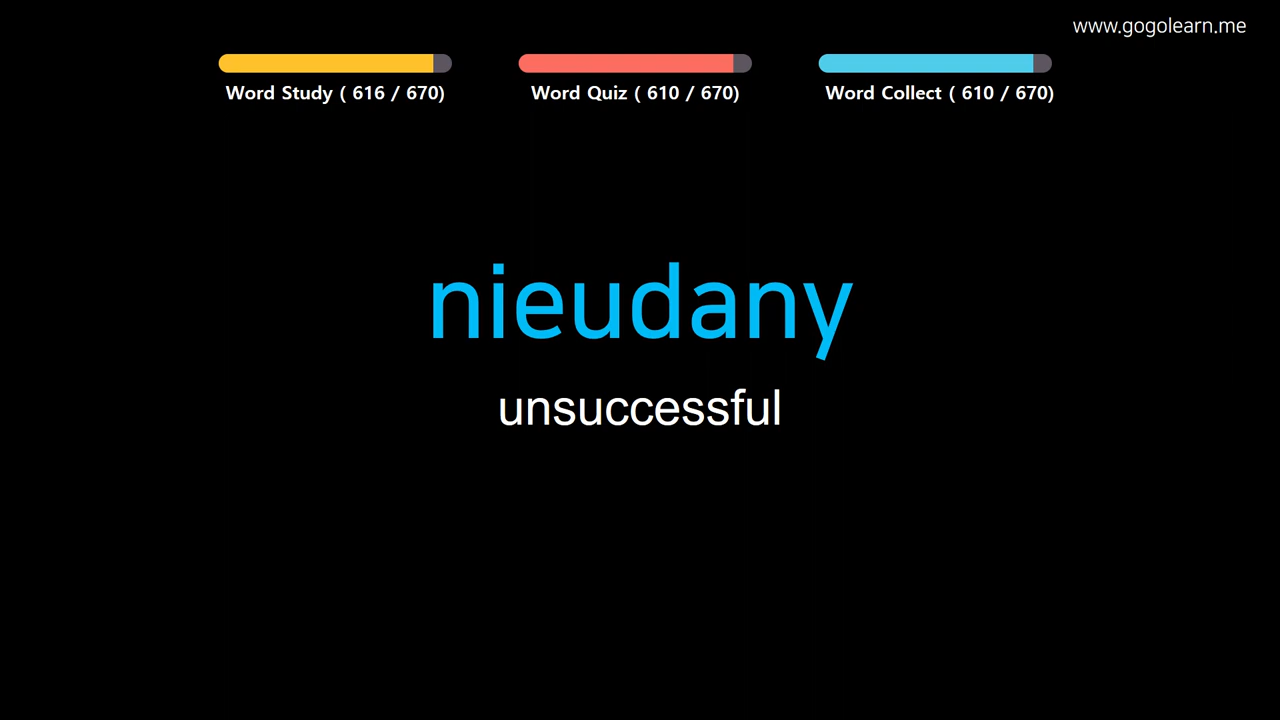 www.gogolearn.me
Word Study ( 616 / 670)
Word Quiz ( 610 / 670)
Word Collect ( 610 / 670)
nieudany
unsuccessful